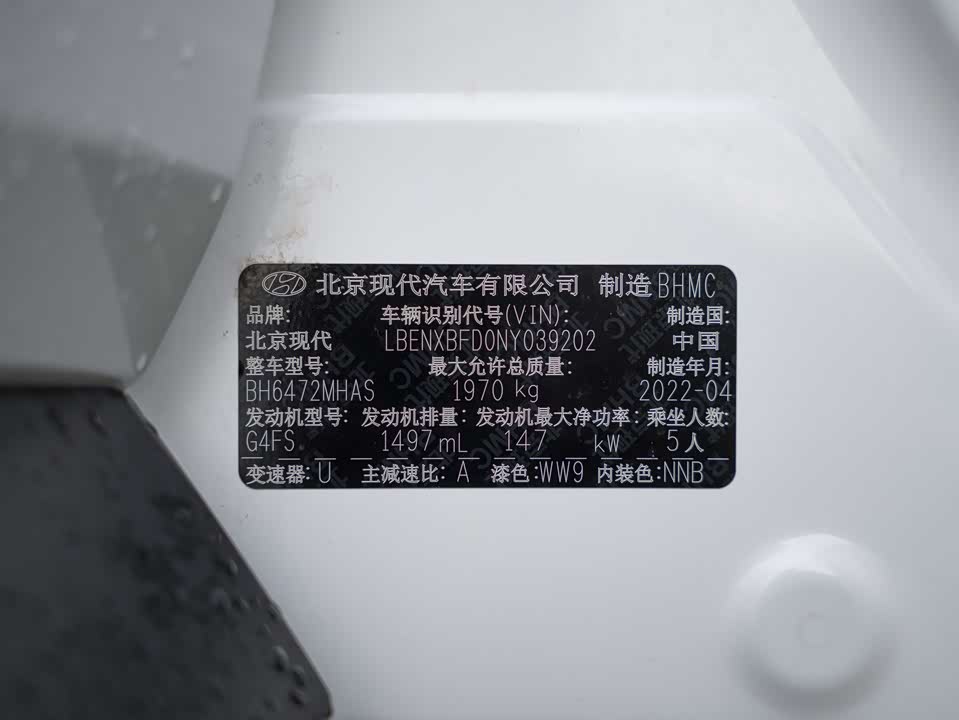 北京现代汽车有限公司 制造 BHMC
品牌: 车辆识别代号(VIN): 制造国:
北京现代 LBENXBFD0NY039202 中国
整车型号: 最大允许总质量: 制造年月:
BH6472MHAS 1970 kg 2022-04
发动机型号: 发动机排量: 发动机最大净功率: 乘坐人数:
G4FS 1497mL 147 kw 5人
变速器: U 主减速比: A 漆色:WW9 内装色:NNB